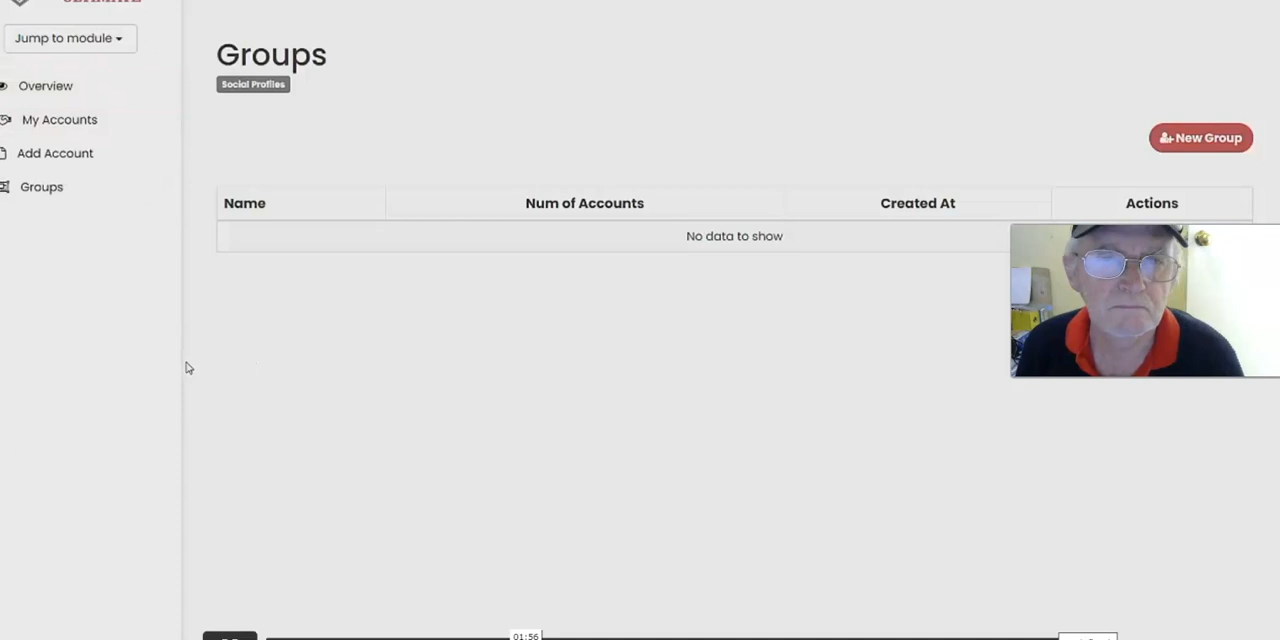 ULTIMATE
Jump to module
Overview
My Accounts
Add Account
Groups
Groups
Social Profiles
New Group
Name Num of Accounts Created At Actions
No data to show
01:56